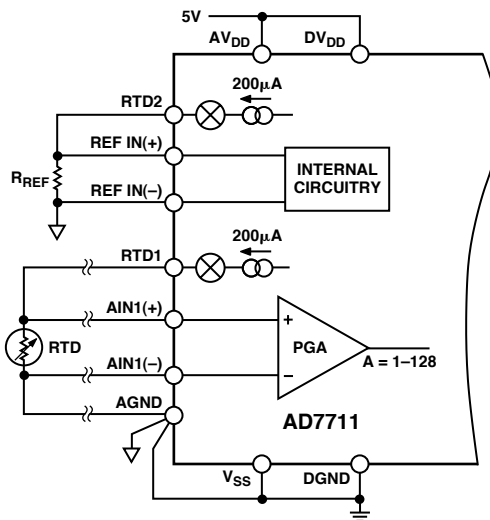 5V
AVDD
DVDD
200µA
RTD2
REF IN(+)
RREF
REF IN(–)
INTERNAL
CIRCUITRY
200µA
RTD1
AIN1(+)
+
PGA
RTD
A = 1–128
AIN1(–)
–
AGND
AD7711
VSS
DGND